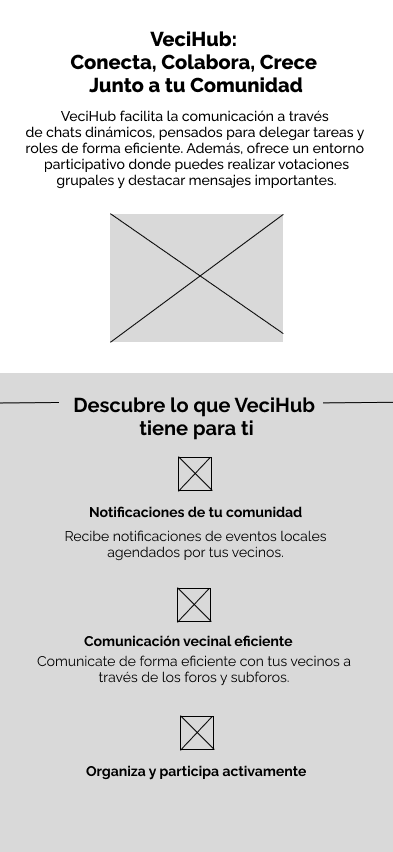 VeciHub:
Conecta, Colabora, Crece
Junto a tu Comunidad
VeciHub facilita la comunicación a través
de chats dinámicos, pensados para delegar tareas y
roles de forma eficiente. Además, ofrece un entorno
participativo donde puedes realizar votaciones
grupales y destacar mensajes importantes.
Descubre lo que VeciHub
tiene para ti
Notificaciones de tu comunidad
Recibe notificaciones de eventos locales
agendados por tus vecinos.
Comunicación vecinal eficiente
Comunicate de forma eficiente con tus vecinos a
través de los foros y subforos.
Organiza y participa activamente